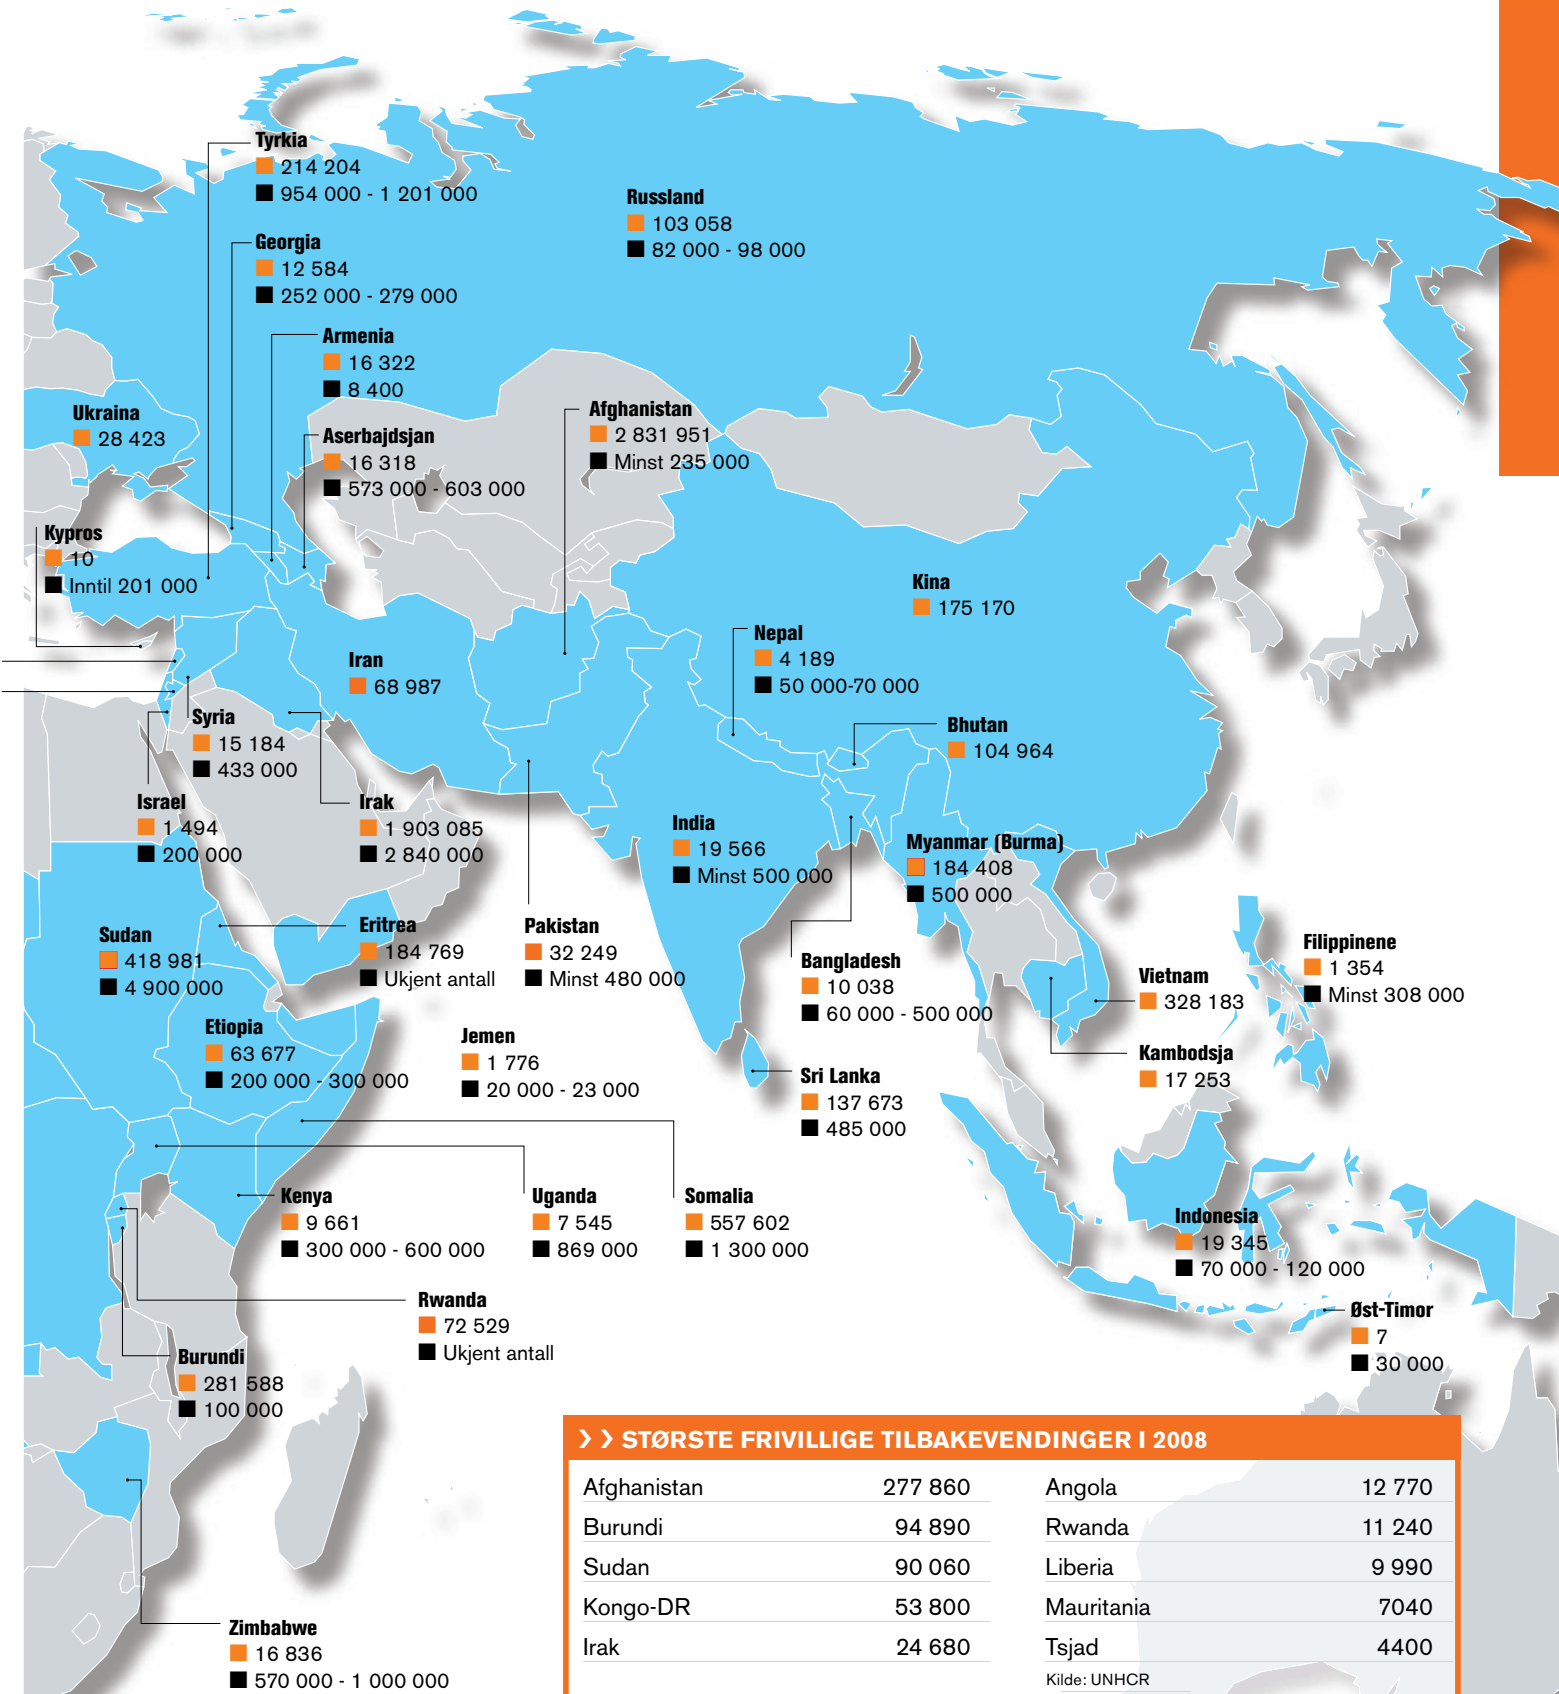 Tyrkia
214 204
954 000 - 1 201 000
Russland
103 058
82 000 - 98 000
Georgia
12 584
252 000 - 279 000
Armenia
16 322
8 400
Ukraina
28 423
Aserbajdsjan
16 318
573 000 - 603 000
Afghanistan
2 831 951
Minst 235 000
Kypros
10
Inntil 201 000
Kina
175 170
Nepal
4 189
50 000-70 000
Iran
68 987
Syria
15 184
433 000
Bhutan
104 964
Israel
1 494
200 000
Irak
1 903 085
2 840 000
India
19 566
Minst 500 000
Myanmar (Burma)
184 408
500 000
Sudan
418 981
4 900 000
Eritrea
184 769
Ukjent antall
Pakistan
32 249
Minst 480 000
Bangladesh
10 038
60 000 - 500 000
Vietnam
328 183
Filippinene
1 354
Minst 308 000
Etiopia
63 677
200 000 - 300 000
Jemen
1 776
20 000 - 23 000
Kambodsja
17 253
Sri Lanka
137 673
485 000
Kenya
9 661
300 000 - 600 000
Uganda
7 545
869 000
Somalia
557 602
1 300 000
Indonesia
19 345
70 000 - 120 000
Rwanda
72 529
Ukjent antall
Øst-Timor
7
30 000
Burundi
281 588
100 000
Zimbabwe
16 836
570 000 - 1 000 000
›› STØRSTE FRIVILLIGE TILBAKEVENDINGER I 2008
Afghanistan 277 860
Burundi 94 890
Sudan 90 060
Kongo-DR 53 800
Irak 24 680
Angola 12 770
Rwanda 11 240
Liberia 9 990
Mauritania 7040
Tsjad 4400
Kilde: UNHCR